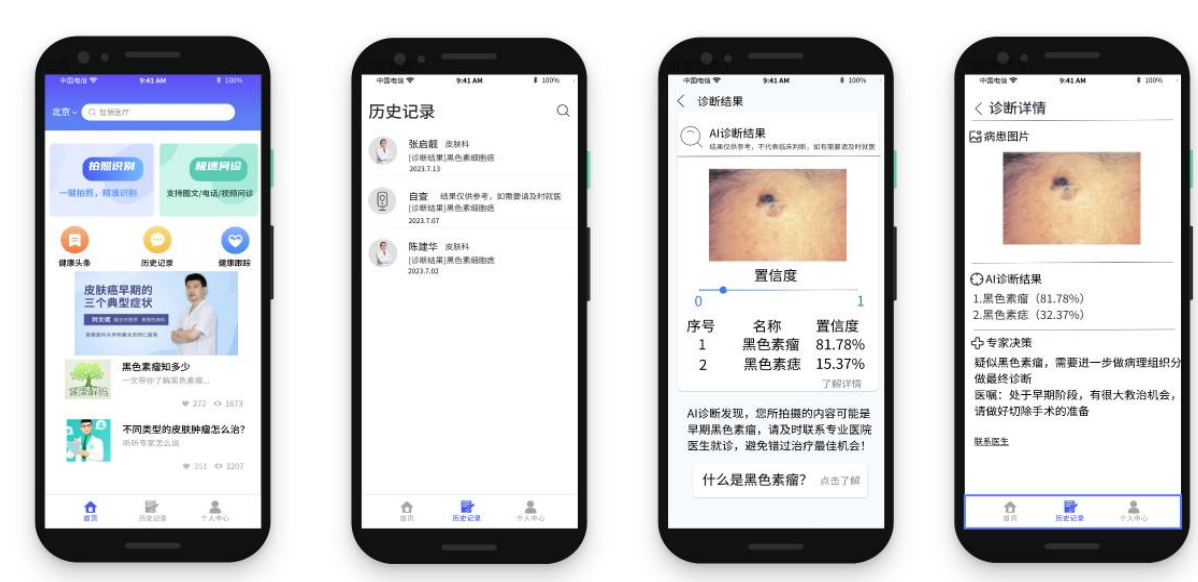 中国电信 9:41 AM 100%
北京 智慧医疗
拍照识别
一键拍照，精准识别
极速问诊
支持图文/电话/视频问诊
健康头条
历史记录
健康跟踪
皮肤癌早期的
三个典型症状
刘文斌
健康鲜码
黑色素瘤知多少
一文带你了解黑色素瘤...
272 1673
不同类型的皮肤肿瘤怎么治?
听听专家怎么说
351 3207
首页 历史记录 个人中心
中国电信 9:41 AM 100%
历史记录
张启靓 皮肤科
[诊断结果]黑色素细胞痣
2023.7.13
自查 结果仅供参考，如需要请及时就医
[诊断结果]黑色素细胞痣
2023.7.07
陈建华 皮肤科
[诊断结果]黑色素细胞痣
2023.7.02
首页 历史记录 个人中心
中国电信 9:41 AM 100%
诊断结果
AI诊断结果
结果仅供参考，不代表临床判断，如有需要请及时就医
置信度
0 1
序号 名称 置信度
1 黑色素瘤 81.78%
2 黑色素痣 15.37%
了解详情
AI诊断发现，您所拍摄的内容可能是
早期黑色素瘤，请及时联系专业医院
医生就诊，避免错过治疗最佳机会！
什么是黑色素瘤？ 点击了解
中国电信 9:41 AM 100%
诊断详情
病患图片
AI诊断结果
1.黑色素瘤（81.78%）
2.黑色素痣（32.37%）
专家决策
疑似黑色素瘤，需要进一步做病理组织分
做最终诊断
医嘱：处于早期阶段，有很大救治机会，
请做好切除手术的准备
联系医生
首页 历史记录 个人中心